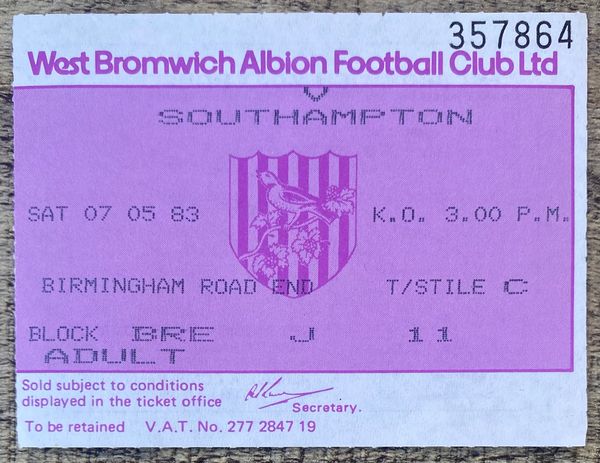 357864
West Bromwich Albion Football Club Ltd
V
SOUTHAMPTON
SAT 07 05 83 K.O. 3.00 P.M.
BIRMINGHAM ROAD END T/STILE C
BLOCK BRE J 11
ADULT
Sold subject to conditions
displayed in the ticket office
Secretary.
To be retained V.A.T. No. 277 2847 19